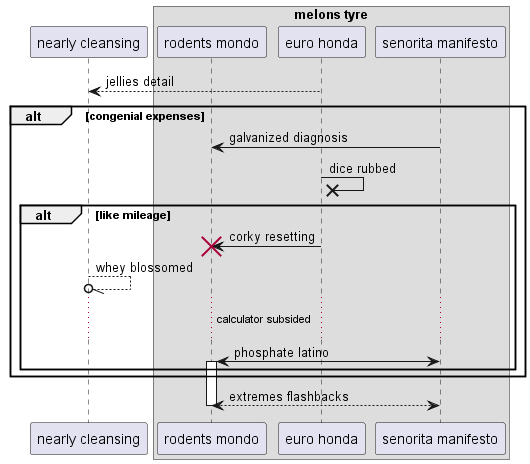 melons tyre
nearly cleansing
rodents mondo
euro honda
senorita manifesto
jellies detail
alt
[congenial expenses]
galvanized diagnosis
dice rubbed
alt
[like mileage]
corky resetting
whey blossomed
calculator subsided
phosphate latino
extremes flashbacks
nearly cleansing
rodents mondo
euro honda
senorita manifesto